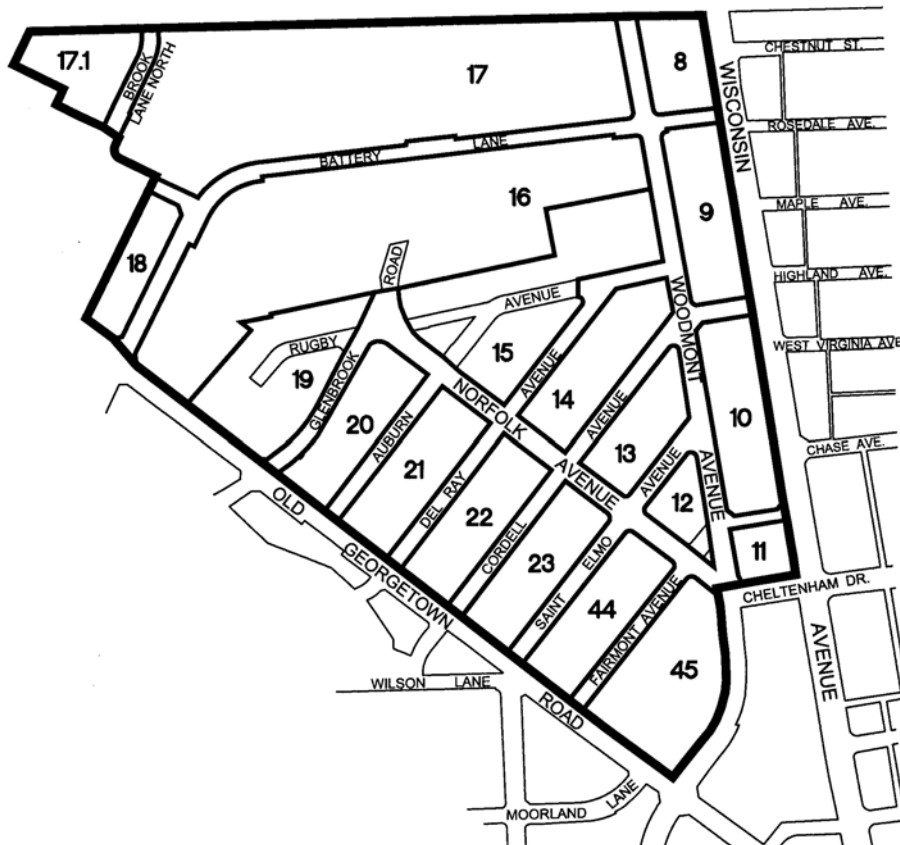 CHESTNUT ST.
17.1
BROOK
LANE NORTH
17
8
WISCONSIN
ROSEDALE AVE.
BATTERY LANE
16
9
MAPLE AVE.
18
ROAD
HIGHLAND AVE.
AVENUE
WOODMONT
RUGBY
15
AVENUE
WEST VIRGINIA AVE
19
GLENBROOK
NORFOLK
14
AVENUE
10
20
AUBURN
13
CHASE AVE.
21
DEL RAY
AVENUE
AVENUE
AVENUE
12
OLD
22
CORDELL
11
GEORGETOWN
23
ELMO
SAINT
CHELTENHAM DR.
44
FAIRMONT AVENUE
45
AVENUE
WILSON LANE
ROAD
MOORLAND LANE